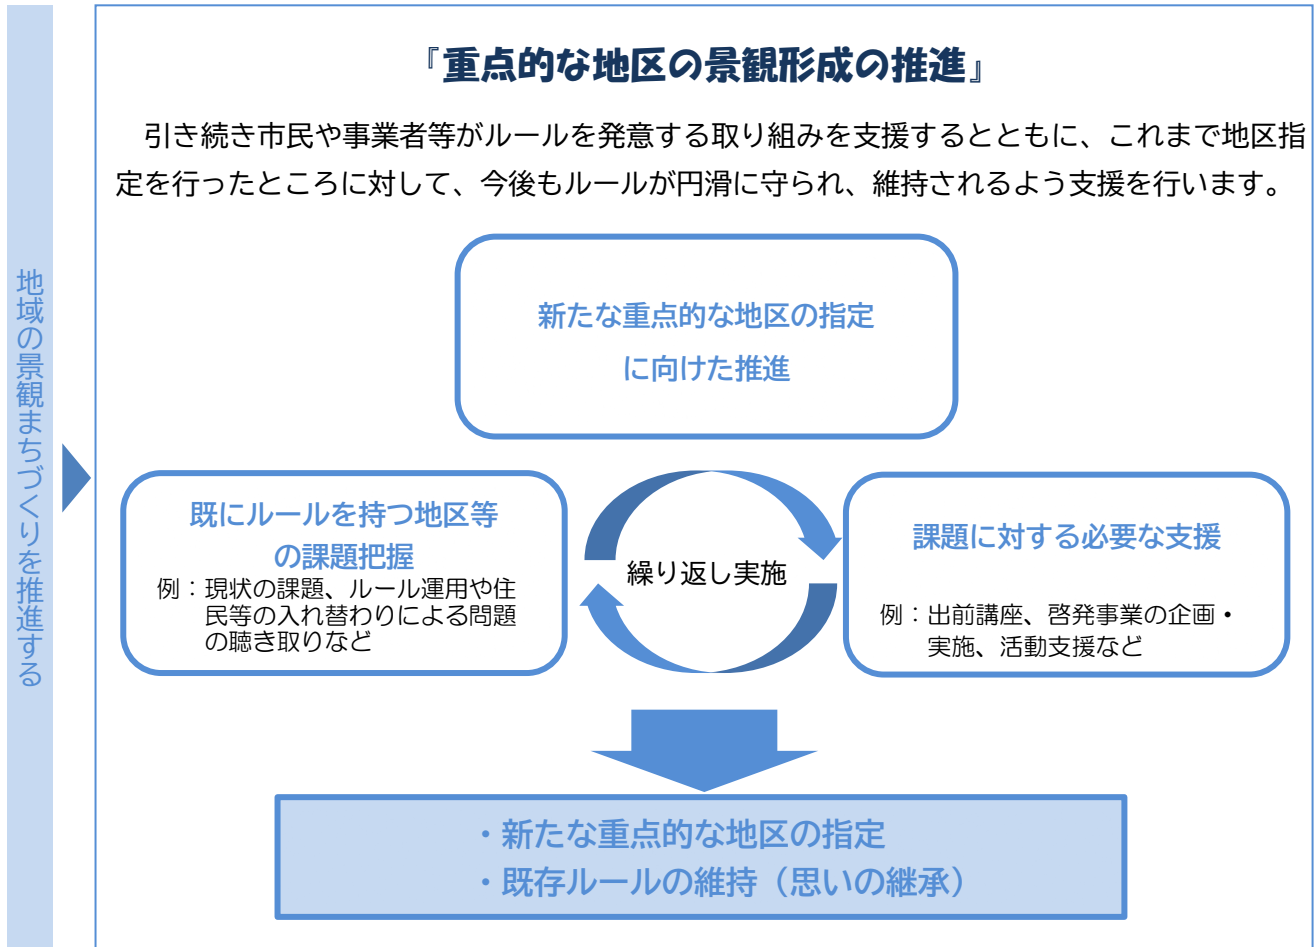 地域の景観まちづくりを推進する
『重点的な地区の景観形成の推進』
引き続き市民や事業者等がルールを発意する取り組みを支援するとともに、これまで地区指
定を行ったところに対して、今後もルールが円滑に守られ、維持されるよう支援を行います。
新たな重点的な地区の指定
に向けた推進
既にルールを持つ地区等
の課題把握
例：現状の課題、ルール運用や住
民等の入れ替わりによる問題
の聴き取りなど
繰り返し実施
課題に対する必要な支援
例：出前講座、啓発事業の企画・
実施、活動支援など
・新たな重点的な地区の指定
・既存ルールの維持（思いの継承）